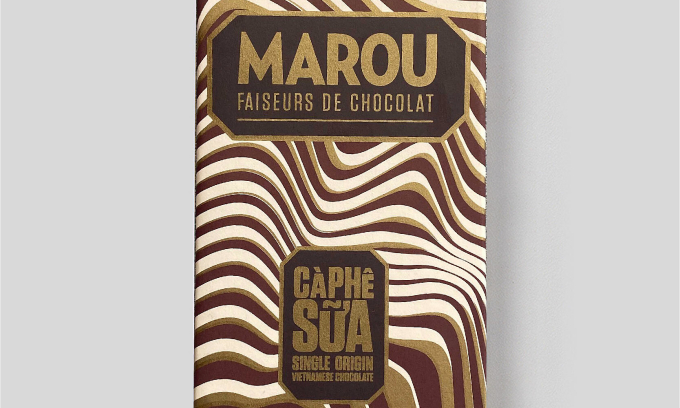 MAROU
FAISEURS DE CHOCOLAT
CÀPHÊ
SỮA
SINGLE ORIGIN
VIETNAMESE CHOCOLATE